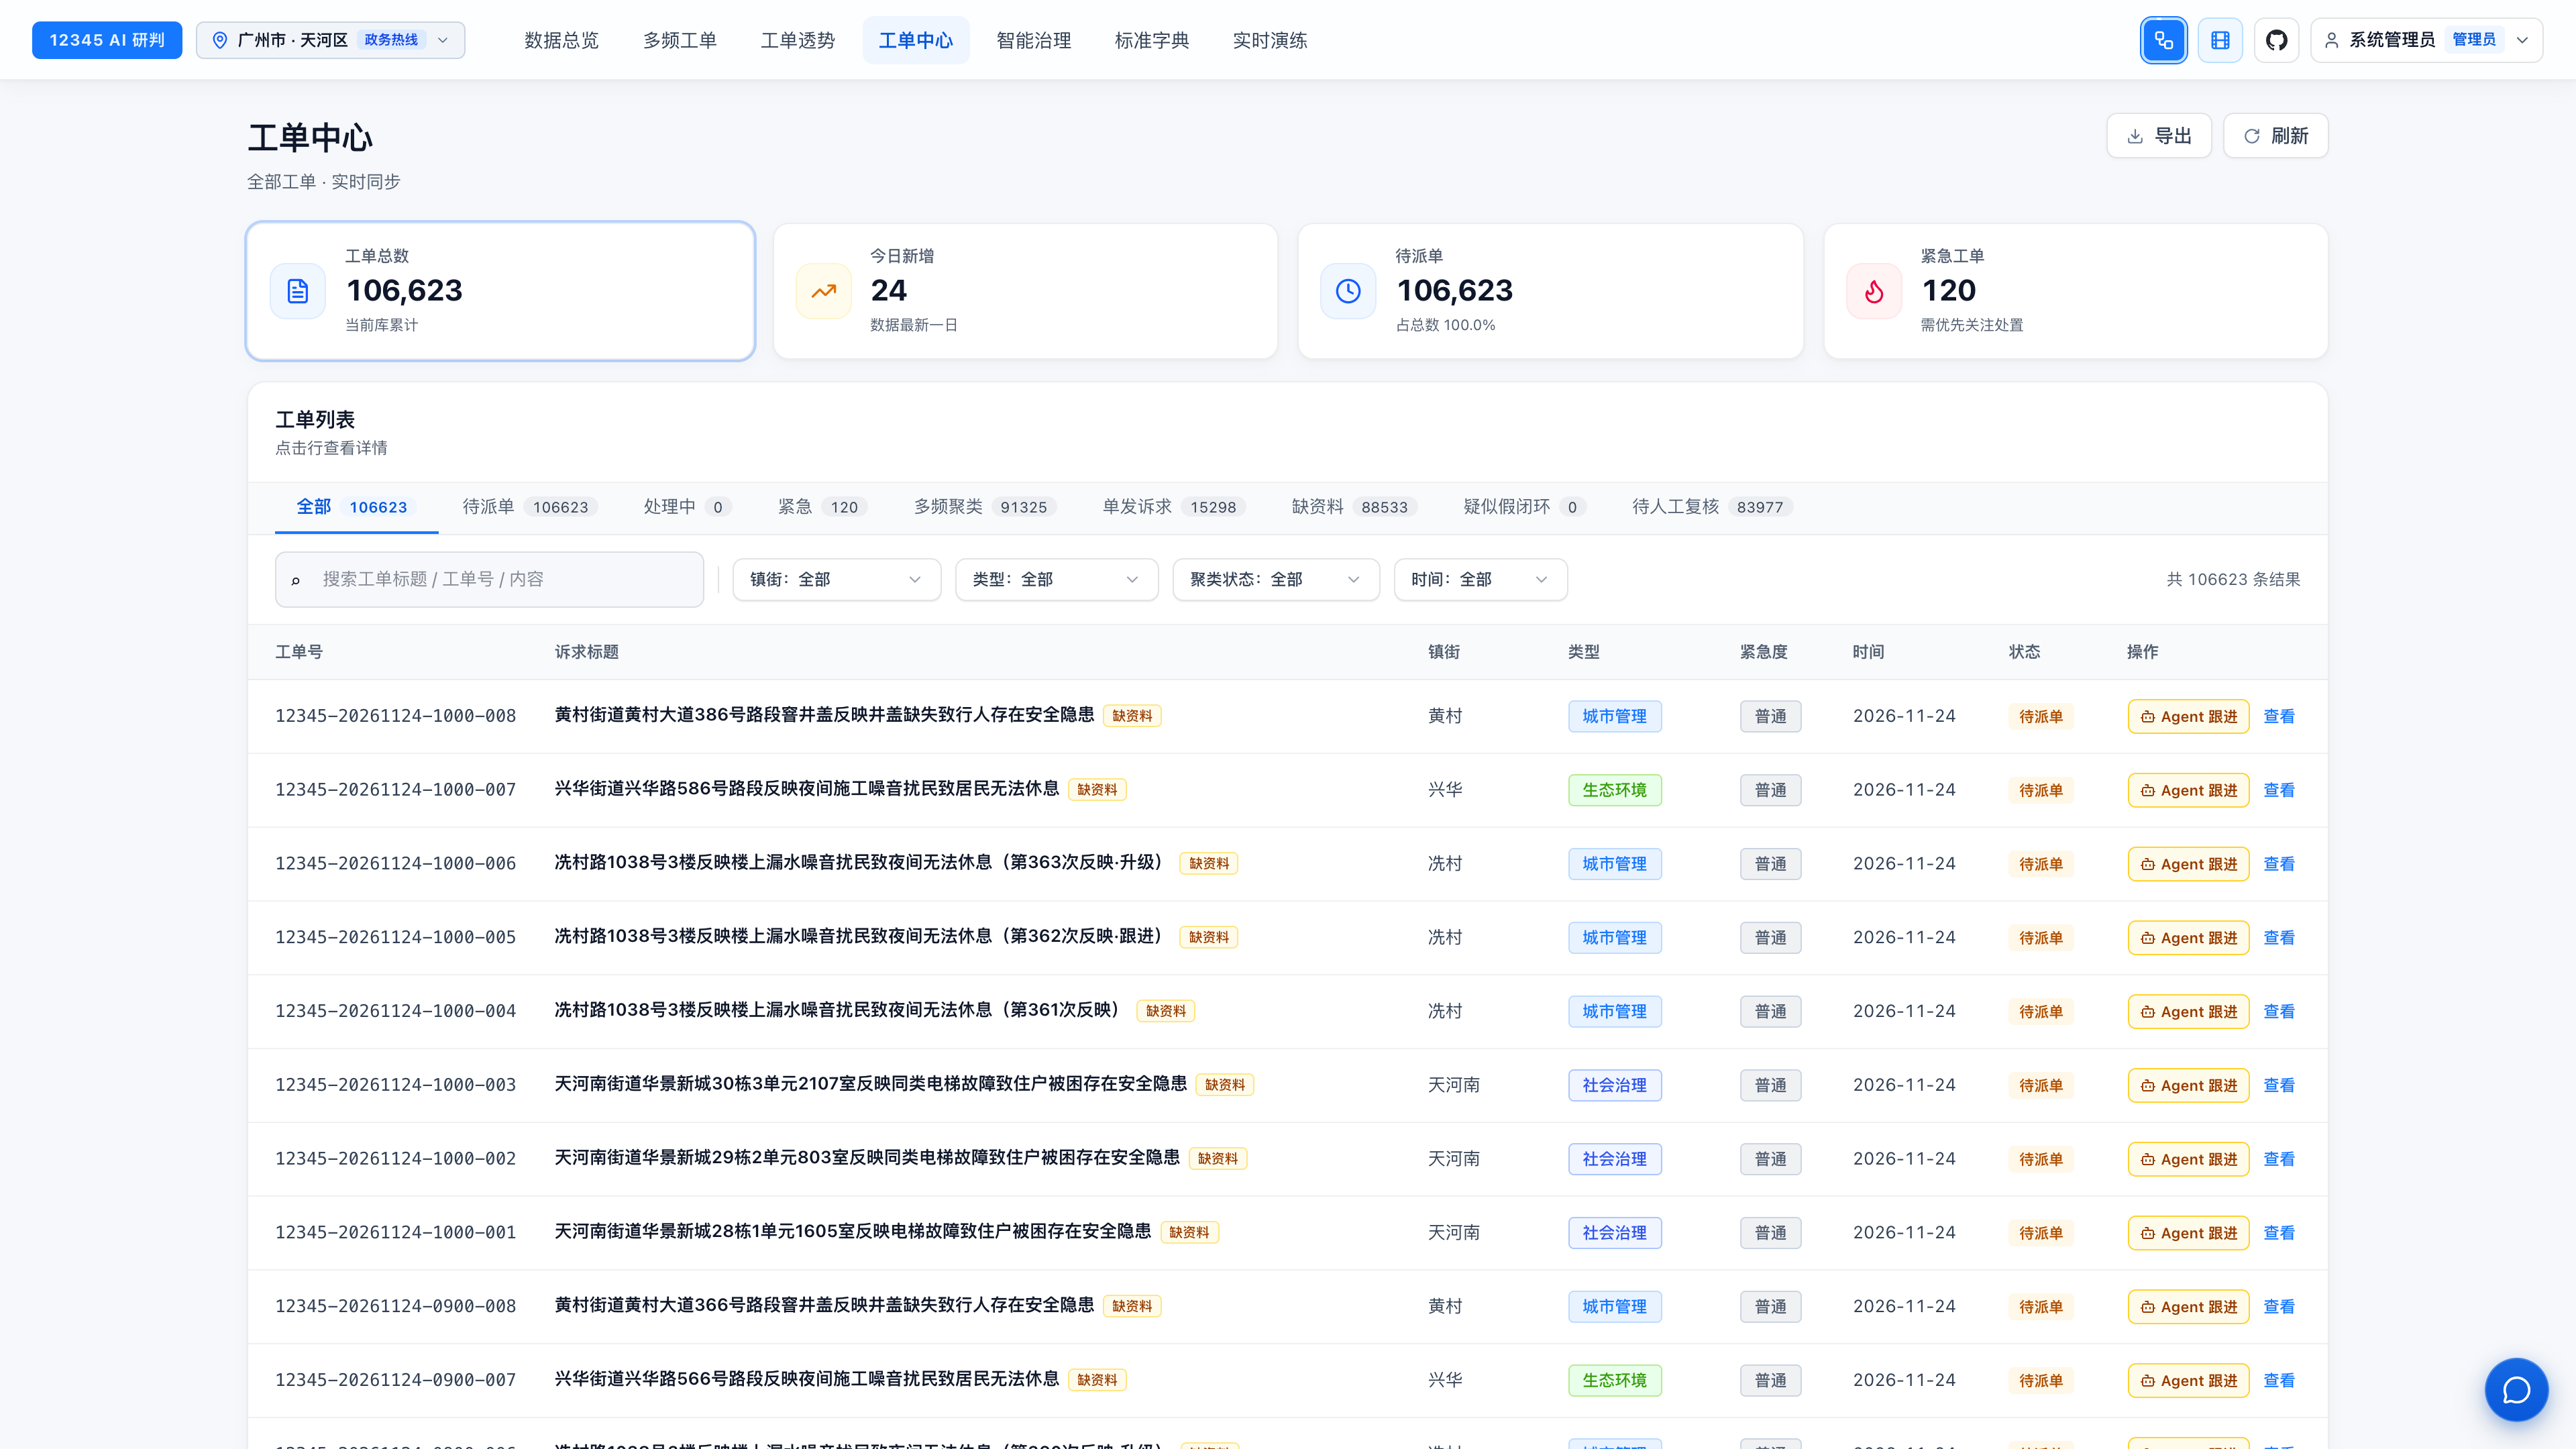 12345 AI 研判
广州市 · 天河区 政务热线
数据总览 多频工单 工单透势 工单中心 智能治理 标准字典 实时演练
系统管理员 管理员
工单中心
全部工单 · 实时同步
导出 刷新
工单总数
106,623
当前库累计
今日新增
24
数据最新一日
待派单
106,623
占总数 100.0%
紧急工单
120
需优先关注处置
工单列表
点击行查看详情
全部 106623 待派单 106623 处理中 0 紧急 120 多频聚类 91325 单发诉求 15298 缺资料 88533 疑似假闭环 0 待人工复核 83977
搜索工单标题 / 工单号 / 内容 镇街：全部 类型：全部 聚类状态：全部 时间：全部 共 106623 条结果
工单号 诉求标题 镇街 类型 紧急度 时间 状态 操作
12345-20261124-1000-008 黄村街道黄村大道386号路段窨井盖反映井盖缺失致行人存在安全隐患 缺资料 黄村 城市管理 普通 2026-11-24 待派单 Agent 跟进 查看
12345-20261124-1000-007 兴华街道兴华路586号路段反映夜间施工噪音扰民致居民无法休息 缺资料 兴华 生态环境 普通 2026-11-24 待派单 Agent 跟进 查看
12345-20261124-1000-006 冼村路1038号3楼反映楼上漏水噪音扰民致夜间无法休息（第363次反映·升级） 缺资料 冼村 城市管理 普通 2026-11-24 待派单 Agent 跟进 查看
12345-20261124-1000-005 冼村路1038号3楼反映楼上漏水噪音扰民致夜间无法休息（第362次反映·跟进） 缺资料 冼村 城市管理 普通 2026-11-24 待派单 Agent 跟进 查看
12345-20261124-1000-004 冼村路1038号3楼反映楼上漏水噪音扰民致夜间无法休息（第361次反映） 缺资料 冼村 城市管理 普通 2026-11-24 待派单 Agent 跟进 查看
12345-20261124-1000-003 天河南街道华景新城30栋3单元2107室反映同类电梯故障致住户被困存在安全隐患 缺资料 天河南 社会治理 普通 2026-11-24 待派单 Agent 跟进 查看
12345-20261124-1000-002 天河南街道华景新城29栋2单元803室反映同类电梯故障致住户被困存在安全隐患 缺资料 天河南 社会治理 普通 2026-11-24 待派单 Agent 跟进 查看
12345-20261124-1000-001 天河南街道华景新城28栋1单元1605室反映电梯故障致住户被困存在安全隐患 缺资料 天河南 社会治理 普通 2026-11-24 待派单 Agent 跟进 查看
12345-20261124-0900-008 黄村街道黄村大道366号路段窨井盖反映井盖缺失致行人存在安全隐患 缺资料 黄村 城市管理 普通 2026-11-24 待派单 Agent 跟进 查看
12345-20261124-0900-007 兴华街道兴华路566号路段反映夜间施工噪音扰民致居民无法休息 缺资料 兴华 生态环境 普通 2026-11-24 待派单 Agent 跟进 查看